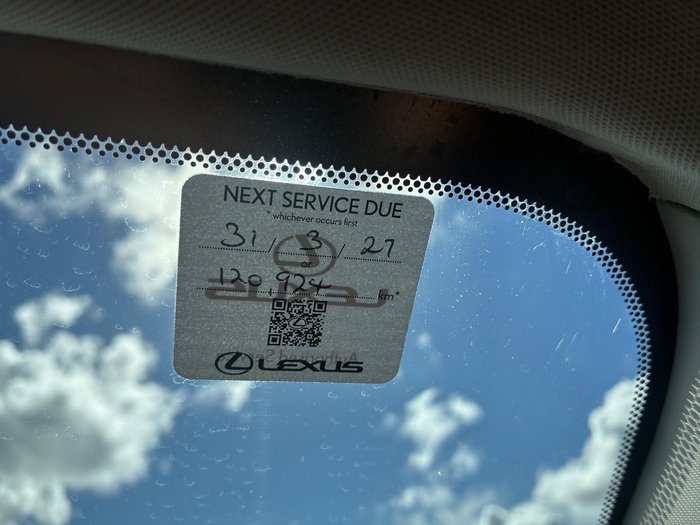 NEXT SERVICE DUE
*whichever occurs first
31 / 3 / 27
or
120,924 km*
LEXUS